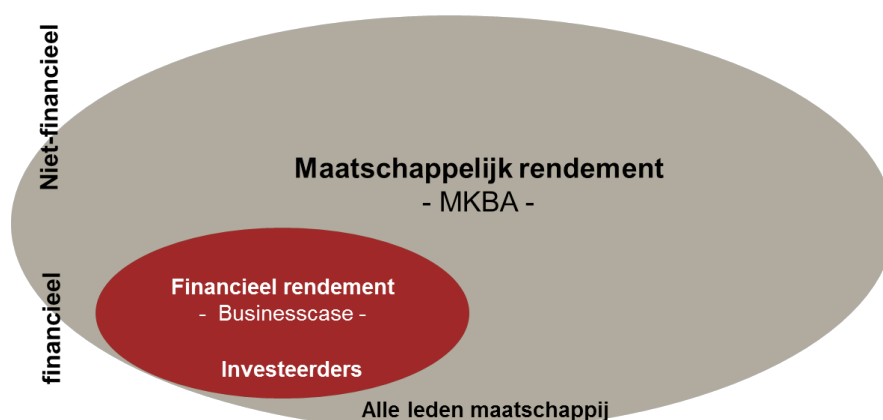 Niet-financieel
financieel
Maatschappelijk rendement
- MKBA -
Financieel rendement
- Businesscase -
Investeerders
Alle leden maatschappij